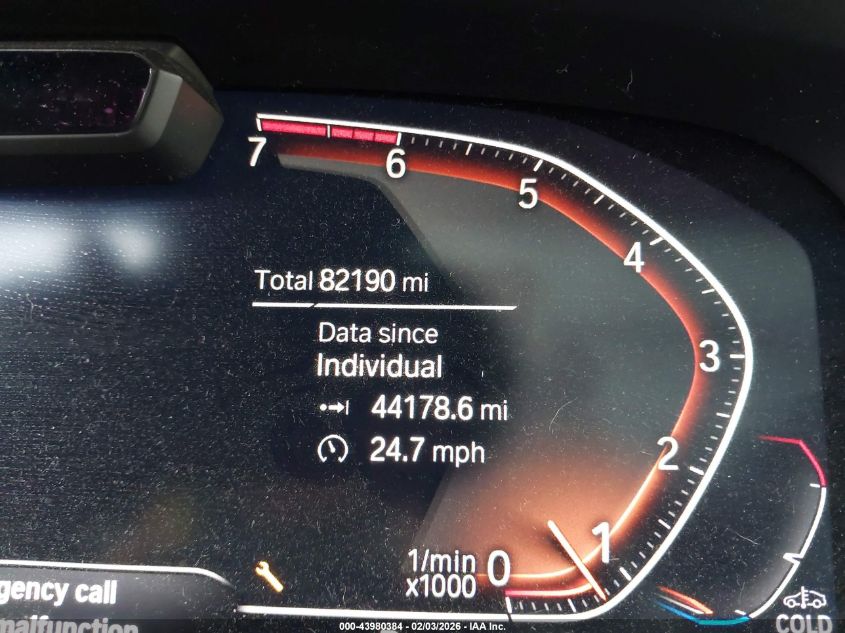 7
6
5
4
Total 82190 mi
Data since
Individual
3
44178.6 mi
24.7 mph
2
1/min
x1000
0
1
gency call
malfunction
COLD
000-43980384 - 02/03/2026 - IAA Inc.